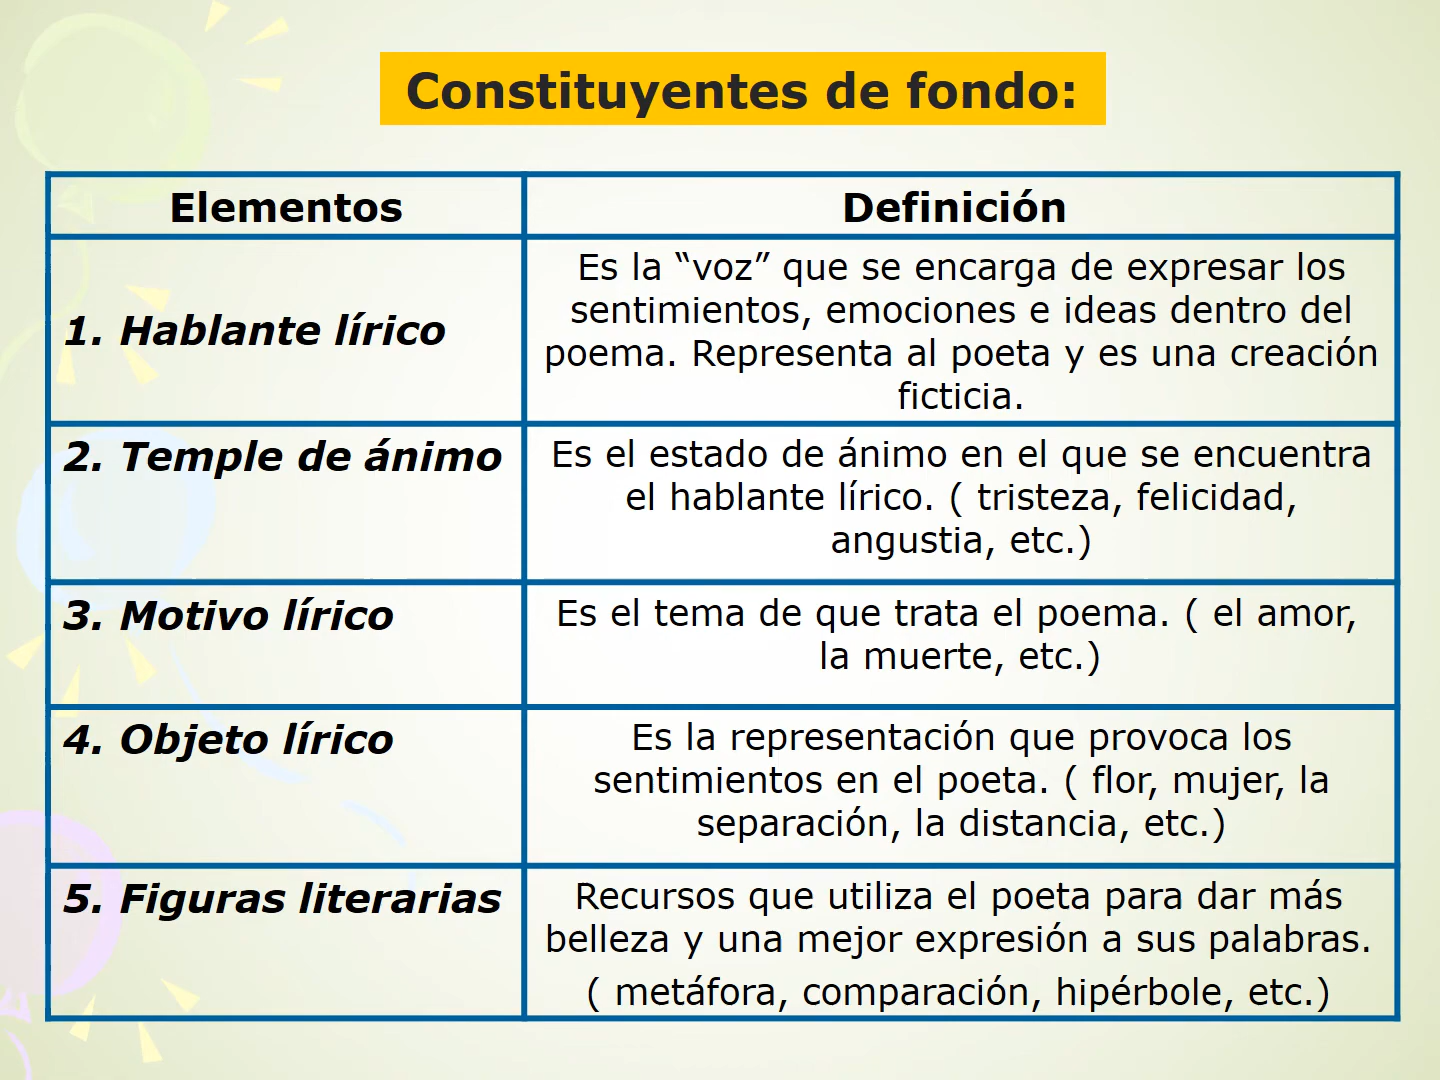 Constituyentes de fondo:
Elementos
Definición
1. Hablante lírico
Es la “voz” que se encarga de expresar los
sentimientos, emociones e ideas dentro del
poema. Representa al poeta y es una creación
ficticia.
2. Temple de ánimo
Es el estado de ánimo en el que se encuentra
el hablante lírico. ( tristeza, felicidad,
angustia, etc.)
3. Motivo lírico
Es el tema de que trata el poema. ( el amor,
la muerte, etc.)
4. Objeto lírico
Es la representación que provoca los
sentimientos en el poeta. ( flor, mujer, la
separación, la distancia, etc.)
5. Figuras literarias
Recursos que utiliza el poeta para dar más
belleza y una mejor expresión a sus palabras.
( metáfora, comparación, hipérbole, etc.)